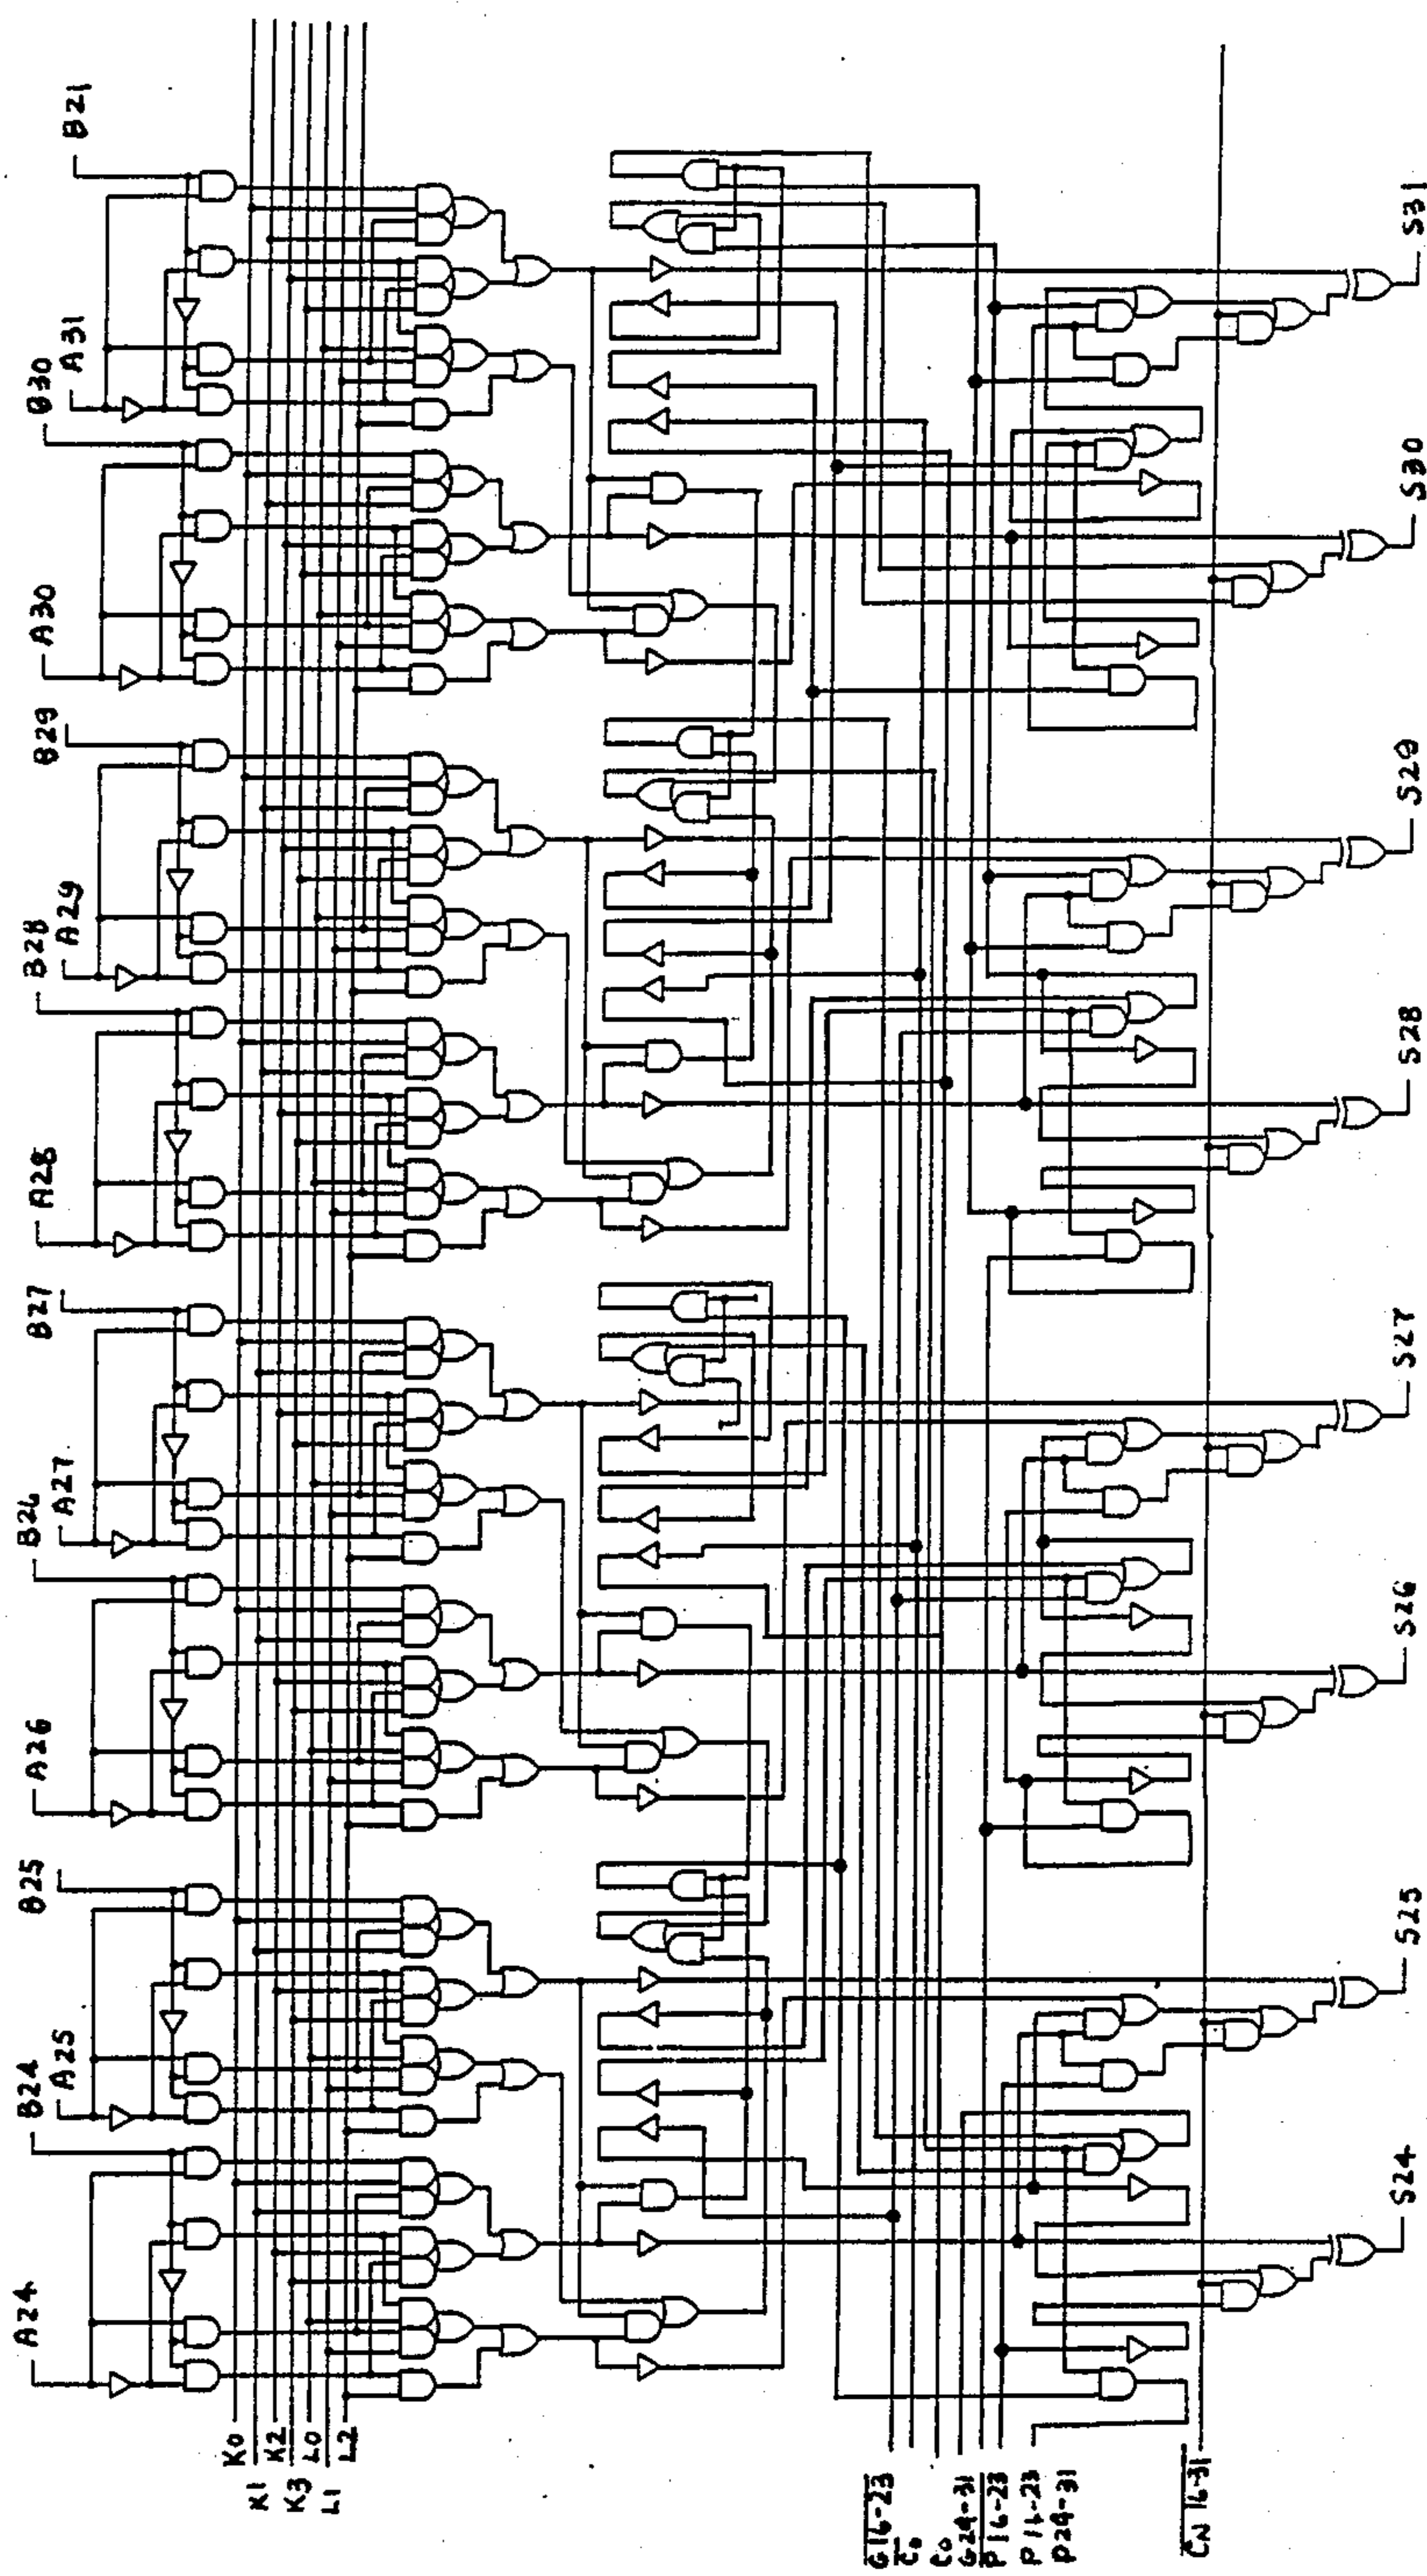 A24
B24
A25
B25
A26
B26
A27
B27
A28
B28
A29
B29
A30
B30
A31
B21
K0
K1
K2
K3
L0
L1
L2
G16-23
C0
C0
G24-31
P16-23
P16-23
P24-31
CN 16-31
S24
S25
S26
S27
S28
S29
S30
S31